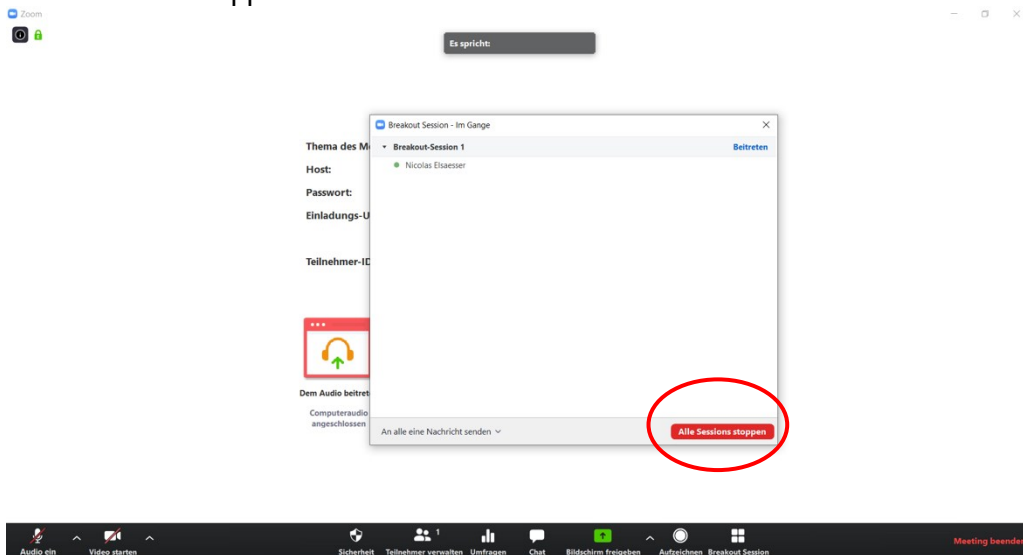 Zoom
Es spricht:
Breakout Session - Im Gange
Thema des M
Breakout-Session 1
Beitreten
Host:
Nicolas Elsaesser
Passwort:
Einladungs-U
Teilnehmer-ID
Dem Audio beitret
Computeraudio
angeschlossen
An alle eine Nachricht senden
Alle Sessions stoppen
1
Audio ein
Video starten
Sicherheit
Teilnehmer verwalten
Umfragen
Chat
Bildschirm freigeben
Aufzeichnen
Breakout Session
Meeting beenden